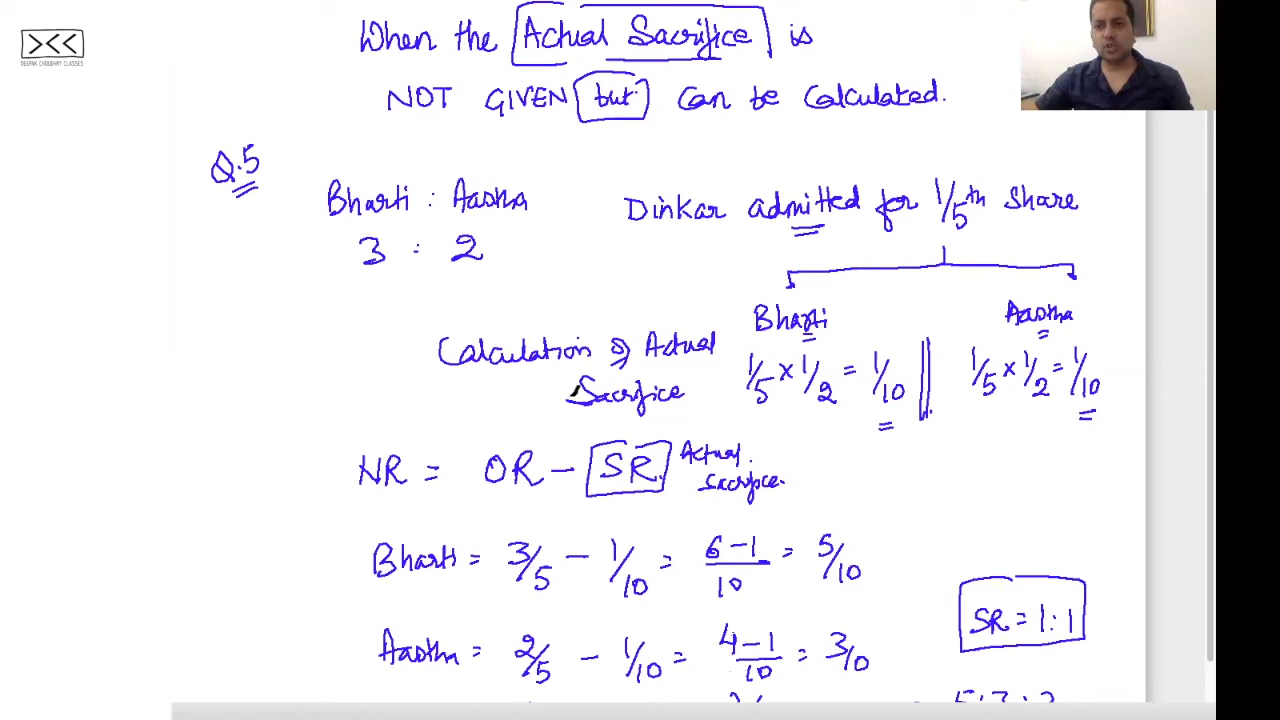 DEEPAK CHOUDHRY CLASSES
When the Actual Sacrifice is
NOT GIVEN but can be Calculated.
Q.5
Bharti : Aastha
3 : 2
Dinkar admitted for 1/5th share
Bharti
Aastha
Calculation of Actual
Sacrifice
1/5 × 1/2 = 1/10
1/5 × 1/2 = 1/10
NR = OR - SR. Actual
Sacrifice.
Bharti = 3/5 - 1/10 = 6-1/10 = 5/10
Aastha = 2/5 - 1/10 = 4-1/10 = 3/10
SR = 1:1